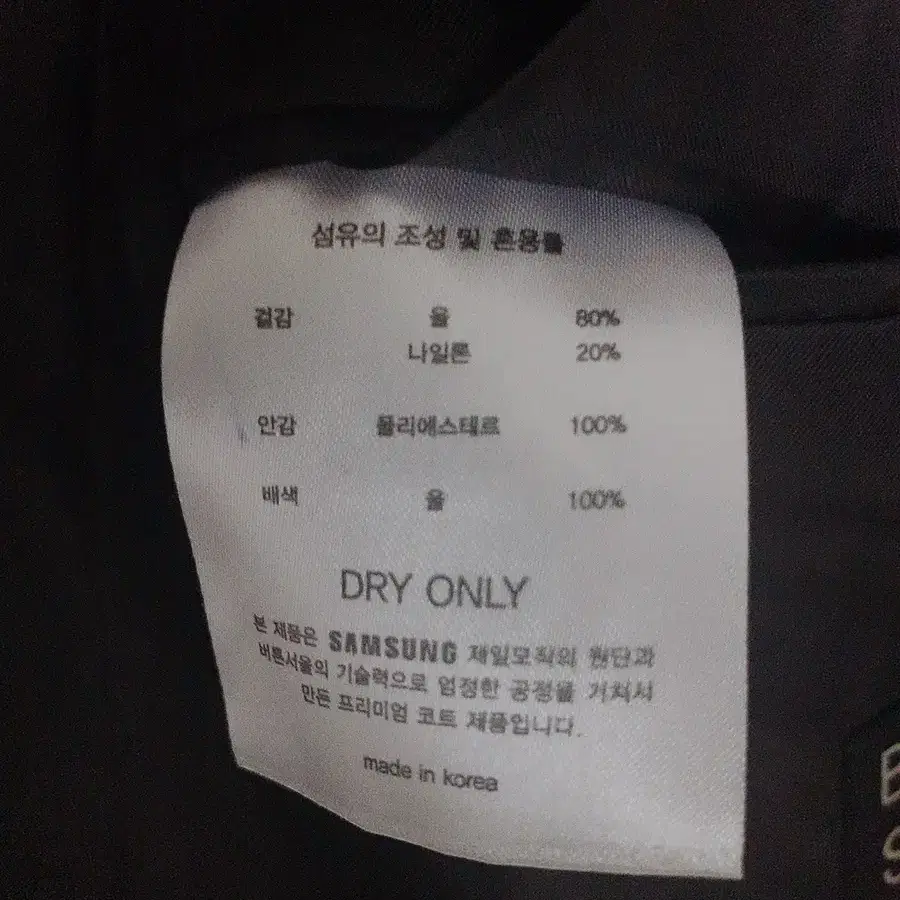 섬유의 조성 및 혼용률
겉감 울 80%
나일론 20%
안감 폴리에스테르 100%
배색 울 100%
DRY ONLY
본 제품은 SAMSUNG 제일모직의 원단과
버튼서울의 기술력으로 엄정한 공정을 거쳐서
만든 프리미엄 코트 제품입니다.
made in korea